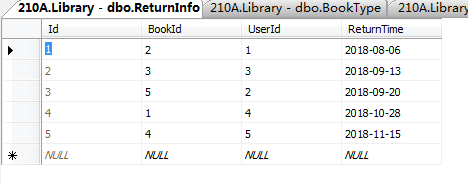 210A.Library - dbo.ReturnInfo 210A.Library - dbo.BookType 210A.Librar
Id BookId UserId ReturnTime
1 2 1 2018-08-06
2 3 3 2018-09-13
3 5 2 2018-09-20
4 1 4 2018-10-28
5 4 5 2018-11-15
NULL NULL NULL NULL